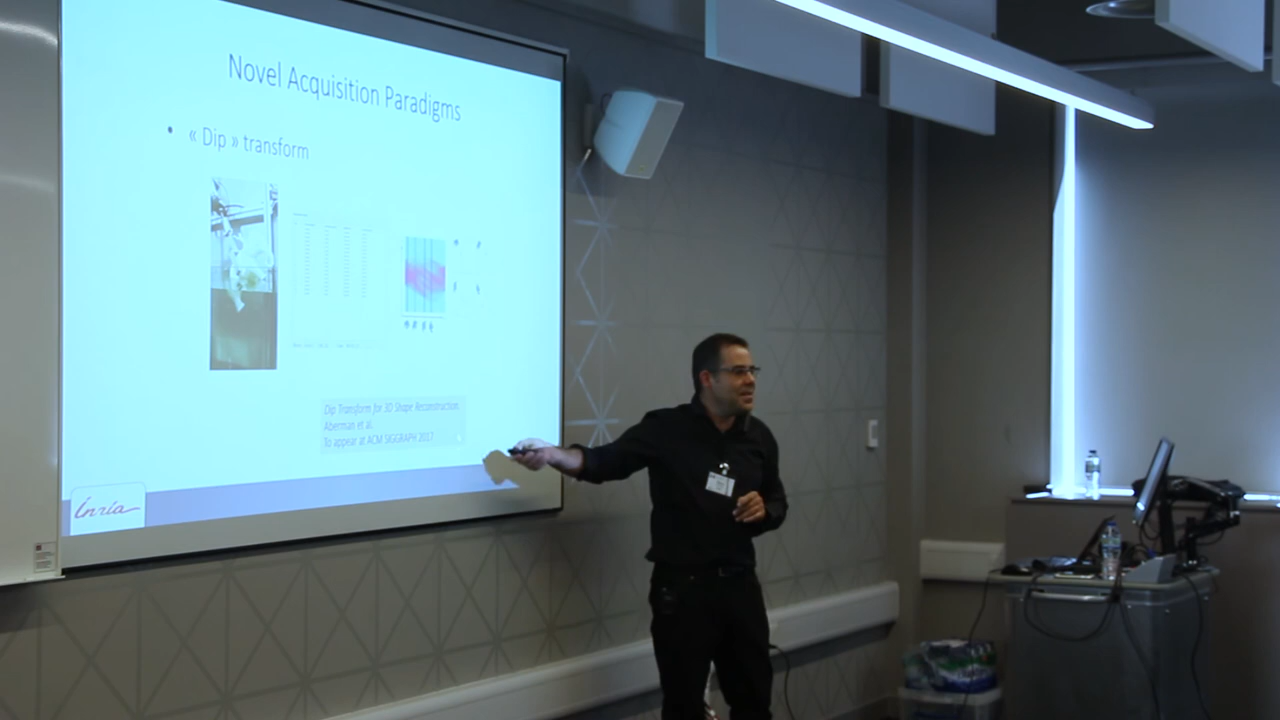 Novel Acquisition Paradigms
• « Dip » transform
Dip Transform for 3D Shape Reconstruction.
Aberman et al.
To appear at ACM SIGGRAPH 2017
Inria